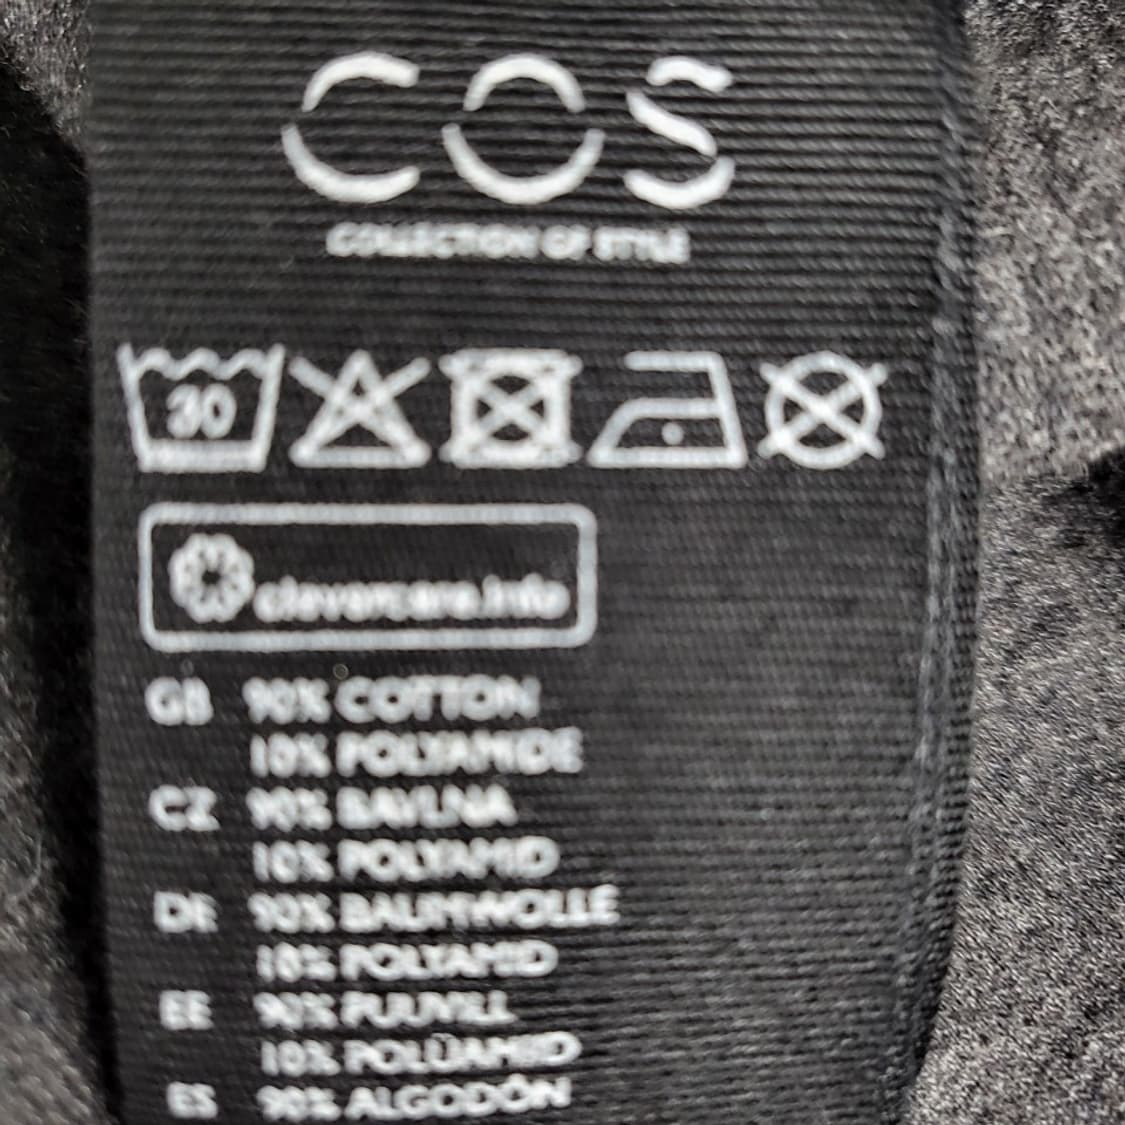 COS
COLLECTION OF STYLE
30
clevercare.info
GB 90% COTTON
10% POLYAMIDE
CZ 90% BAVLNA
10% POLYAMID
DE 90% BAUMWOLLE
10% POLYAMID
EE 90% PUUVILL
10% POLÜAMIID
ES 90% ALGODÓN